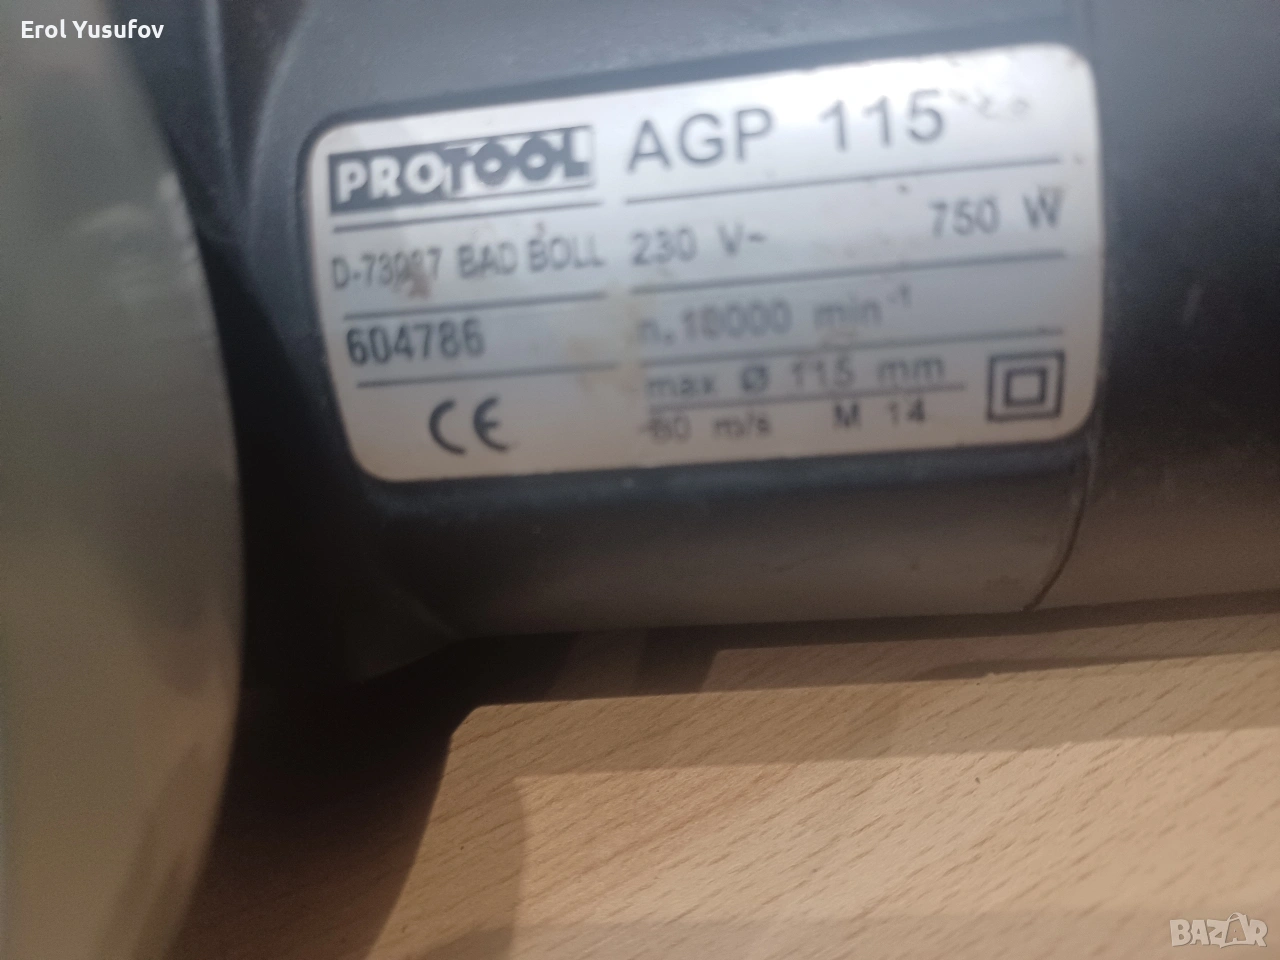 Erol Yusufov
PROTOOL
AGP 115
D-73087 BAD BOLL
230 V~ 750 W
604786
n. 10000 min-1
max Ø 115 mm
80 m/s M 14
CE
BAZAR